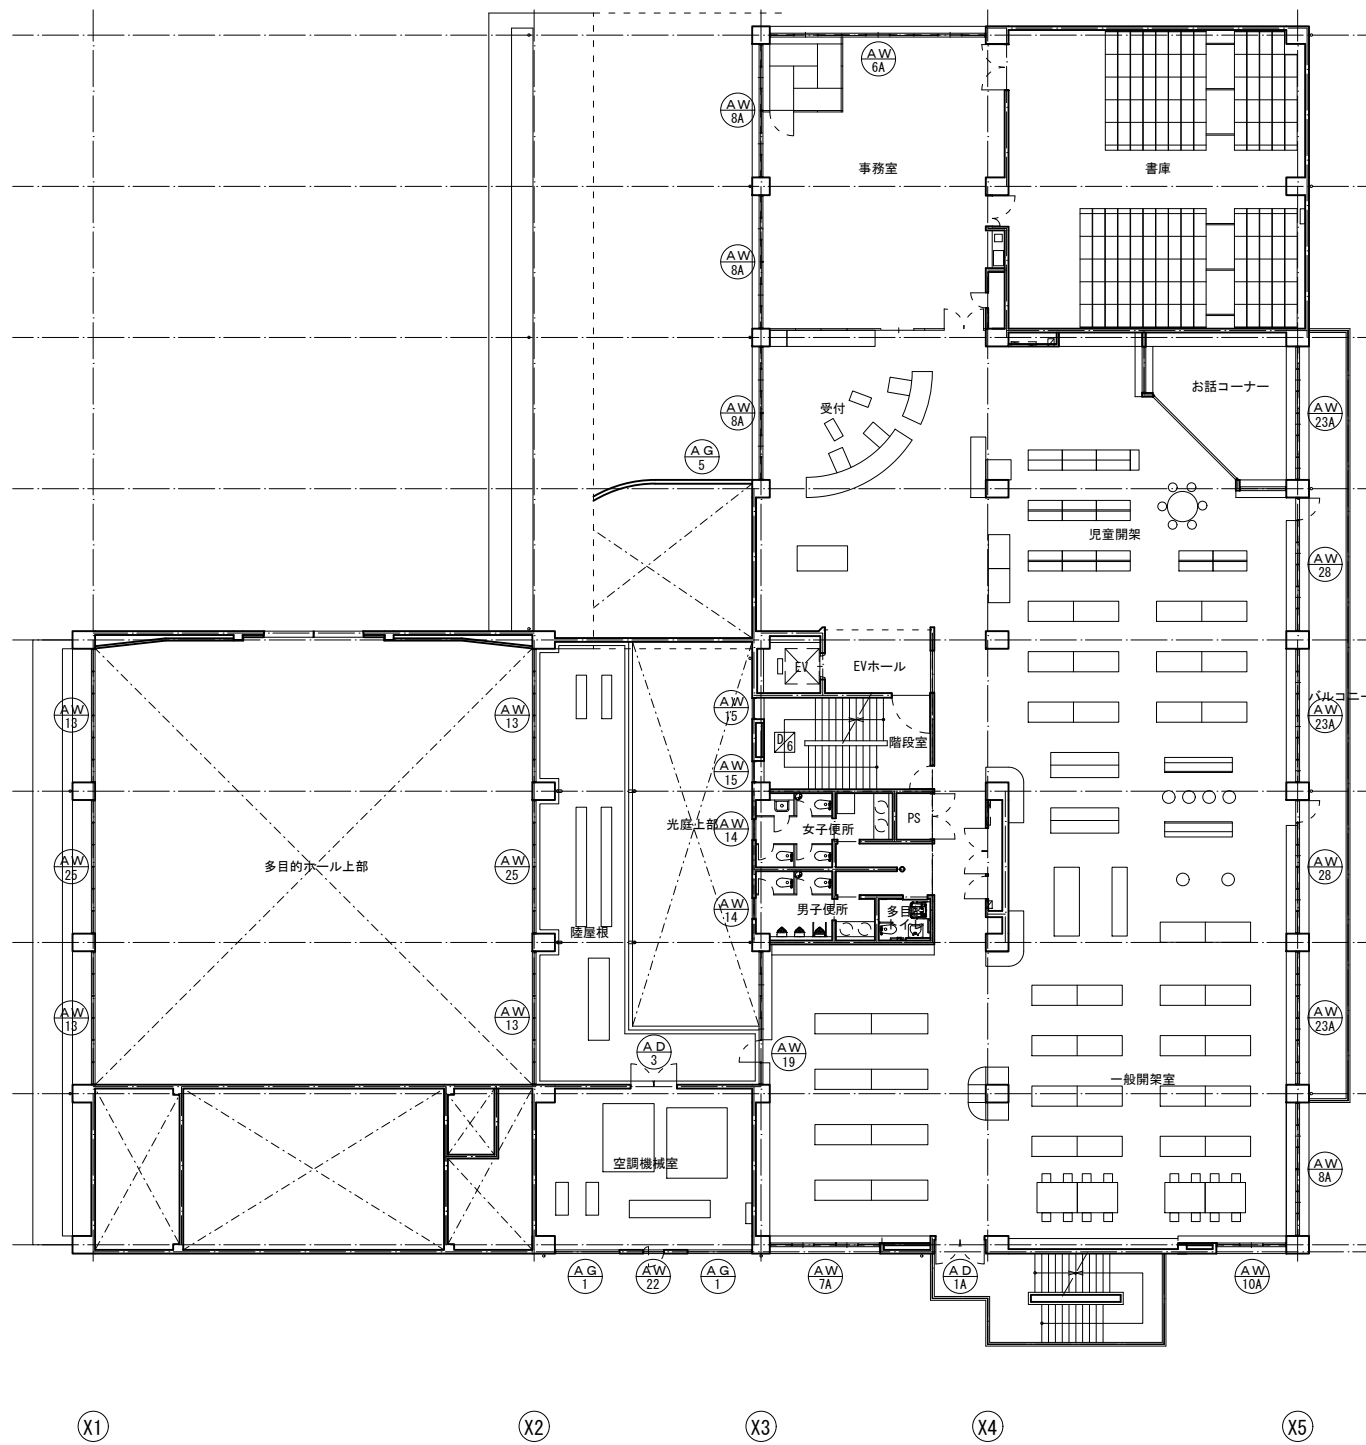 AW
6A
AW
8A
事務室
書庫
AW
8A
お話コーナー
受付
AW
8A
AW
23A
AG
5
児童開架
AW
28
EV
EVホール
バルコニー
AW
13
AW
13
AW
15
AW
23A
D
6
階段室
AW
15
光庭上部
AW
14
女子便所
PS
多目的ホール上部
AW
25
AW
25
AW
28
AW
14
男子便所
多目
トイレ
陸屋根
AW
13
AW
13
AW
23A
AD
3
AW
19
一般開架室
空調機械室
AW
8A
AG
1
AW
22
AG
1
AW
7A
AD
1A
AW
10A
X1
X2
X3
X4
X5